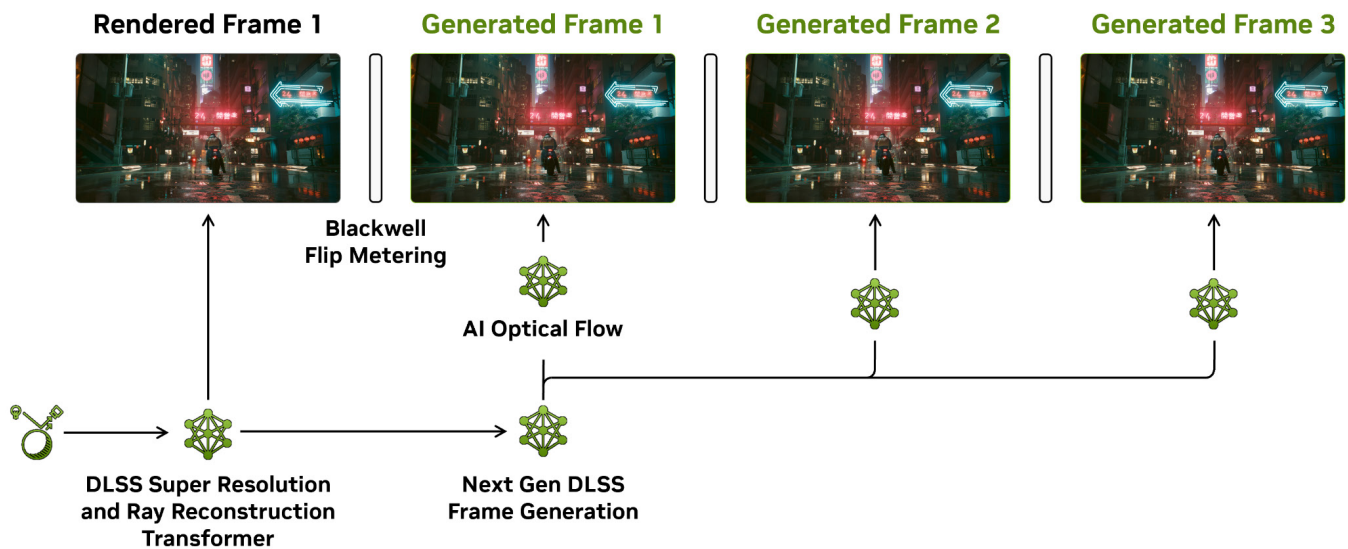 Rendered Frame 1
Generated Frame 1
Generated Frame 2
Generated Frame 3
Blackwell
Flip Metering
AI Optical Flow
DLSS Super Resolution
and Ray Reconstruction
Transformer
Next Gen DLSS
Frame Generation